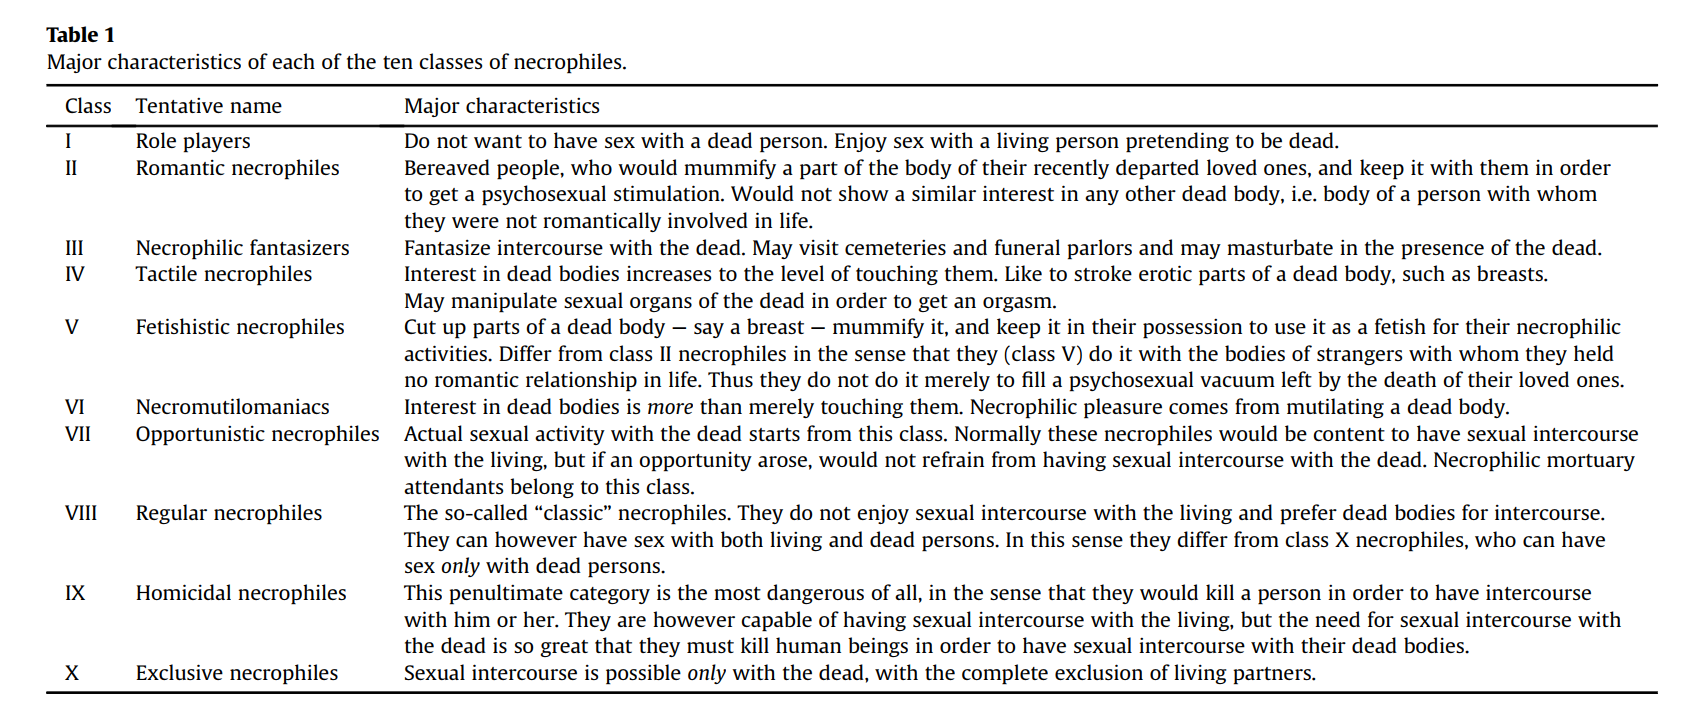 Table 1
Major characteristics of each of the ten classes of necrophiles.
Class Tentative name Major characteristics
I Role players Do not want to have sex with a dead person. Enjoy sex with a living person pretending to be dead.
II Romantic necrophiles Bereaved people, who would mummify a part of the body of their recently departed loved ones, and keep it with them in order
to get a psychosexual stimulation. Would not show a similar interest in any other dead body, i.e. body of a person with whom
they were not romantically involved in life.
III Necrophilic fantasizers Fantasize intercourse with the dead. May visit cemeteries and funeral parlors and may masturbate in the presence of the dead.
IV Tactile necrophiles Interest in dead bodies increases to the level of touching them. Like to stroke erotic parts of a dead body, such as breasts.
May manipulate sexual organs of the dead in order to get an orgasm.
V Fetishistic necrophiles Cut up parts of a dead body — say a breast — mummify it, and keep it in their possession to use it as a fetish for their necrophilic
activities. Differ from class II necrophiles in the sense that they (class V) do it with the bodies of strangers with whom they held
no romantic relationship in life. Thus they do not do it merely to fill a psychosexual vacuum left by the death of their loved ones.
VI Necromutilomaniacs Interest in dead bodies is more than merely touching them. Necrophilic pleasure comes from mutilating a dead body.
VII Opportunistic necrophiles Actual sexual activity with the dead starts from this class. Normally these necrophiles would be content to have sexual intercourse
with the living, but if an opportunity arose, would not refrain from having sexual intercourse with the dead. Necrophilic mortuary
attendants belong to this class.
VIII Regular necrophiles The so-called “classic” necrophiles. They do not enjoy sexual intercourse with the living and prefer dead bodies for intercourse.
They can however have sex with both living and dead persons. In this sense they differ from class X necrophiles, who can have
sex only with dead persons.
IX Homicidal necrophiles This penultimate category is the most dangerous of all, in the sense that they would kill a person in order to have intercourse
with him or her. They are however capable of having sexual intercourse with the living, but the need for sexual intercourse with
the dead is so great that they must kill human beings in order to have sexual intercourse with their dead bodies.
X Exclusive necrophiles Sexual intercourse is possible only with the dead, with the complete exclusion of living partners.